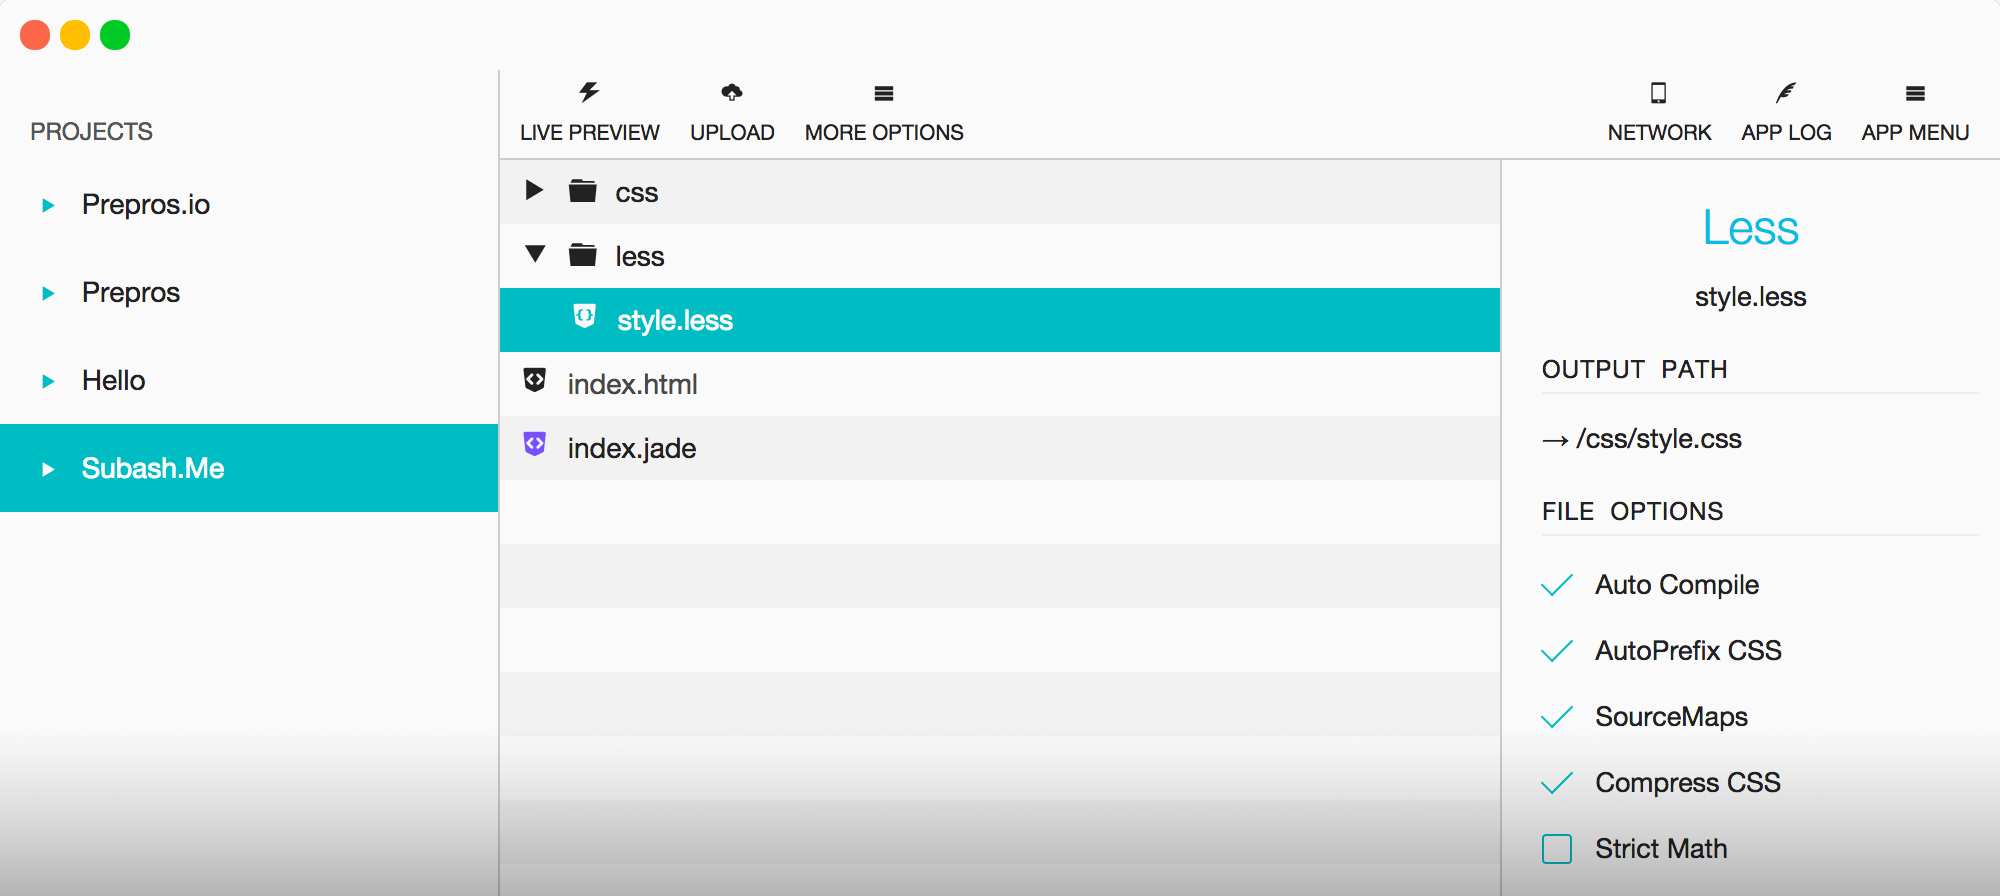 PROJECTS
Prepros.io
Prepros
Hello
Subash.Me
LIVE PREVIEW
UPLOAD
MORE OPTIONS
NETWORK
APP LOG
APP MENU
css
less
style.less
index.html
index.jade
Less
style.less
OUTPUT PATH
→ /css/style.css
FILE OPTIONS
Auto Compile
AutoPrefix CSS
SourceMaps
Compress CSS
Strict Math